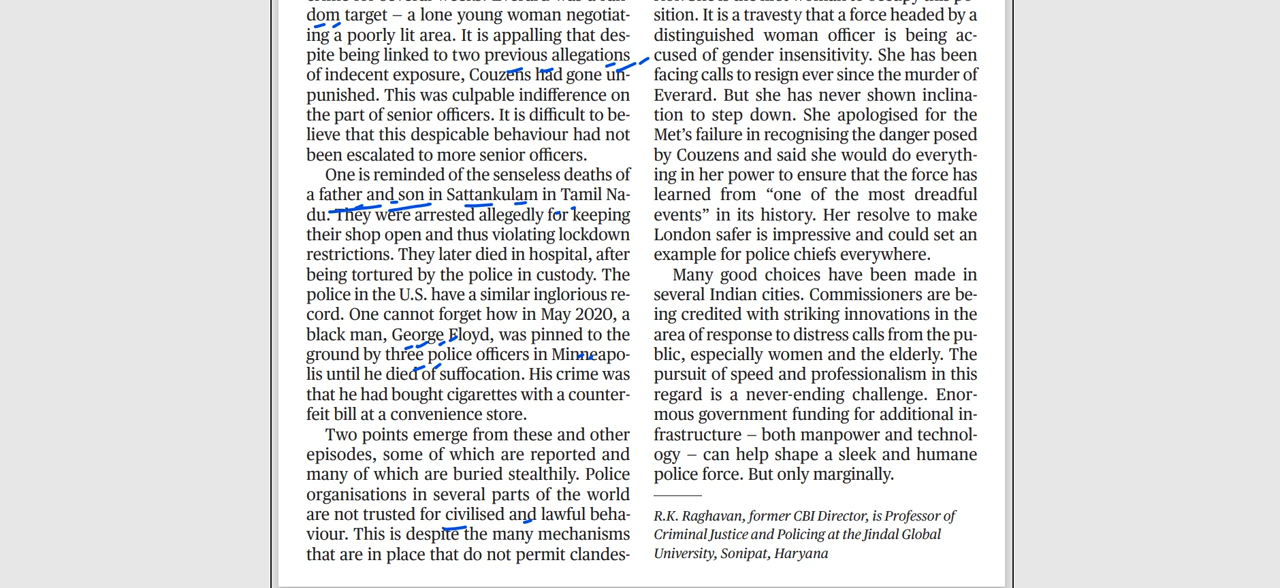 dom target – a lone young woman negotiat-
ing a poorly lit area. It is appalling that des-
pite being linked to two previous allegations
of indecent exposure, Couzens had gone un-
punished. This was culpable indifference on
the part of senior officers. It is difficult to be-
lieve that this despicable behaviour had not
been escalated to more senior officers.
One is reminded of the senseless deaths of
a father and son in Sattankulam in Tamil Na-
du. They were arrested allegedly for keeping
their shop open and thus violating lockdown
restrictions. They later died in hospital, after
being tortured by the police in custody. The
police in the U.S. have a similar inglorious re-
cord. One cannot forget how in May 2020, a
black man, George Floyd, was pinned to the
ground by three police officers in Minneapo-
lis until he died of suffocation. His crime was
that he had bought cigarettes with a counter-
feit bill at a convenience store.
Two points emerge from these and other
episodes, some of which are reported and
many of which are buried stealthily. Police
organisations in several parts of the world
are not trusted for civilised and lawful beha-
viour. This is despite the many mechanisms
that are in place that do not permit clandes-
sition. It is a travesty that a force headed by a
distinguished woman officer is being ac-
cused of gender insensitivity. She has been
facing calls to resign ever since the murder of
Everard. But she has never shown inclina-
tion to step down. She apologised for the
Met's failure in recognising the danger posed
by Couzens and said she would do everyth-
ing in her power to ensure that the force has
learned from “one of the most dreadful
events” in its history. Her resolve to make
London safer is impressive and could set an
example for police chiefs everywhere.
Many good choices have been made in
several Indian cities. Commissioners are be-
ing credited with striking innovations in the
area of response to distress calls from the pu-
blic, especially women and the elderly. The
pursuit of speed and professionalism in this
regard is a never-ending challenge. Enor-
mous government funding for additional in-
frastructure – both manpower and technol-
ogy – can help shape a sleek and humane
police force. But only marginally.
R.K. Raghavan, former CBI Director, is Professor of
Criminal Justice and Policing at the Jindal Global
University, Sonipat, Haryana